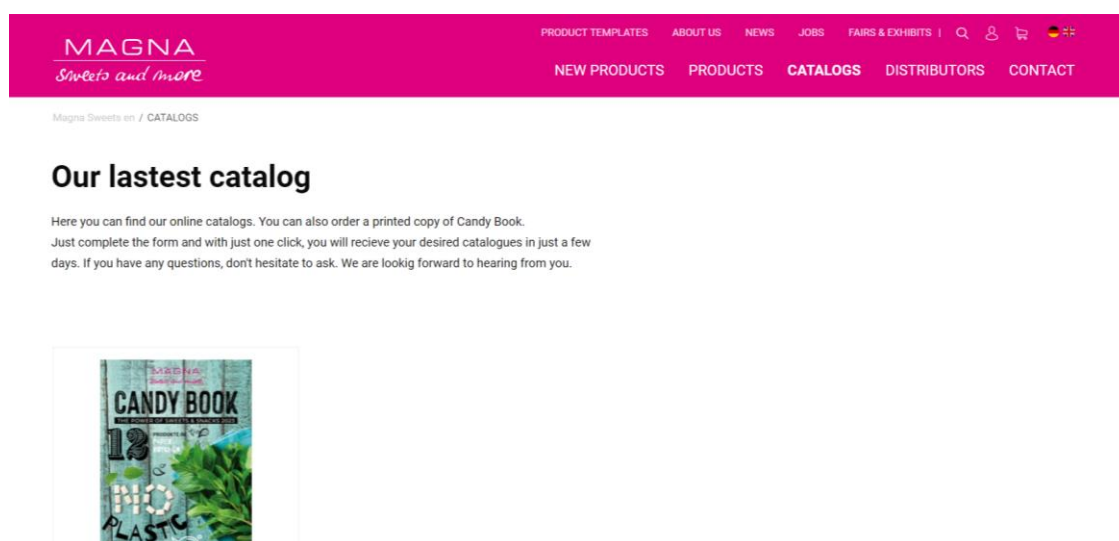 PRODUCT TEMPLATES ABOUT US NEWS JOBS FAIRS & EXHIBITS |
MAGNA
Sweets and more
NEW PRODUCTS PRODUCTS CATALOGS DISTRIBUTORS CONTACT
Magna Sweets en / CATALOGS
Our lastest catalog
Here you can find our online catalogs. You can also order a printed copy of Candy Book.
Just complete the form and with just one click, you will recieve your desired catalogues in just a few
days. If you have any questions, don't hesitate to ask. We are lookig forward to hearing from you.
MAGNA
CANDY BOOK
THE POWER OF SWEETS & SNACKS 2023
12
PRODUCTS IN
NO
PLASTIC